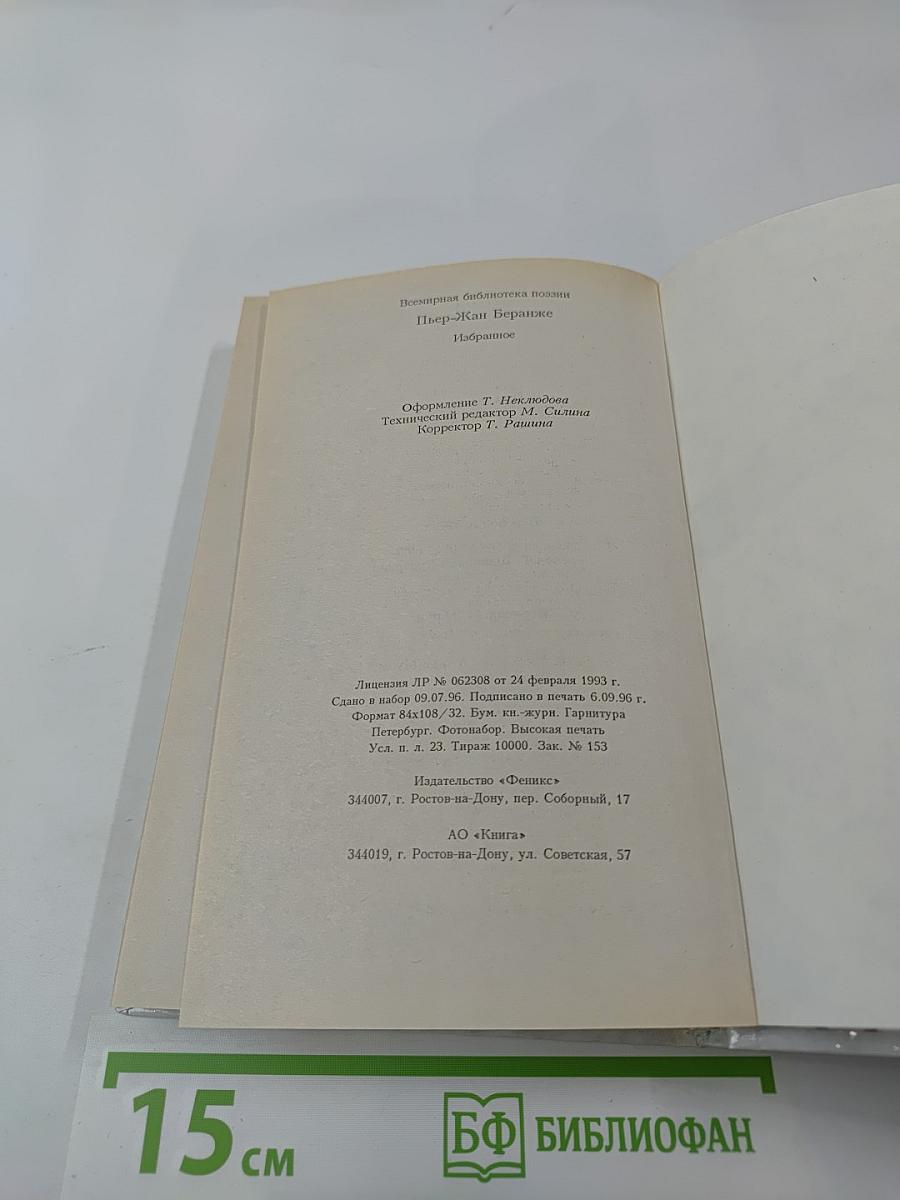 Всемирная библиотека поэзии
Пьер-Жан Беранже
Избранное
Оформление Т. Неклюдова
Технический редактор М. Силина
Корректор Т. Рашина
Лицензия ЛР № 062308 от 24 февраля 1993 г.
Сдано в набор 09.07.96. Подписано в печать 6.09.96 г.
Формат 84х108/32. Бум. кн.-журн. Гарнитура
Петербург. Фотонабор. Высокая печать
Усл. п. л. 23. Тираж 10000. Зак. № 153
Издательство «Феникс»
344007, г. Ростов-на-Дону, пер. Соборный, 17
АО «Книга»
344019, г. Ростов-на-Дону, ул. Советская, 57
15 см
БФ БИБЛИОФАН